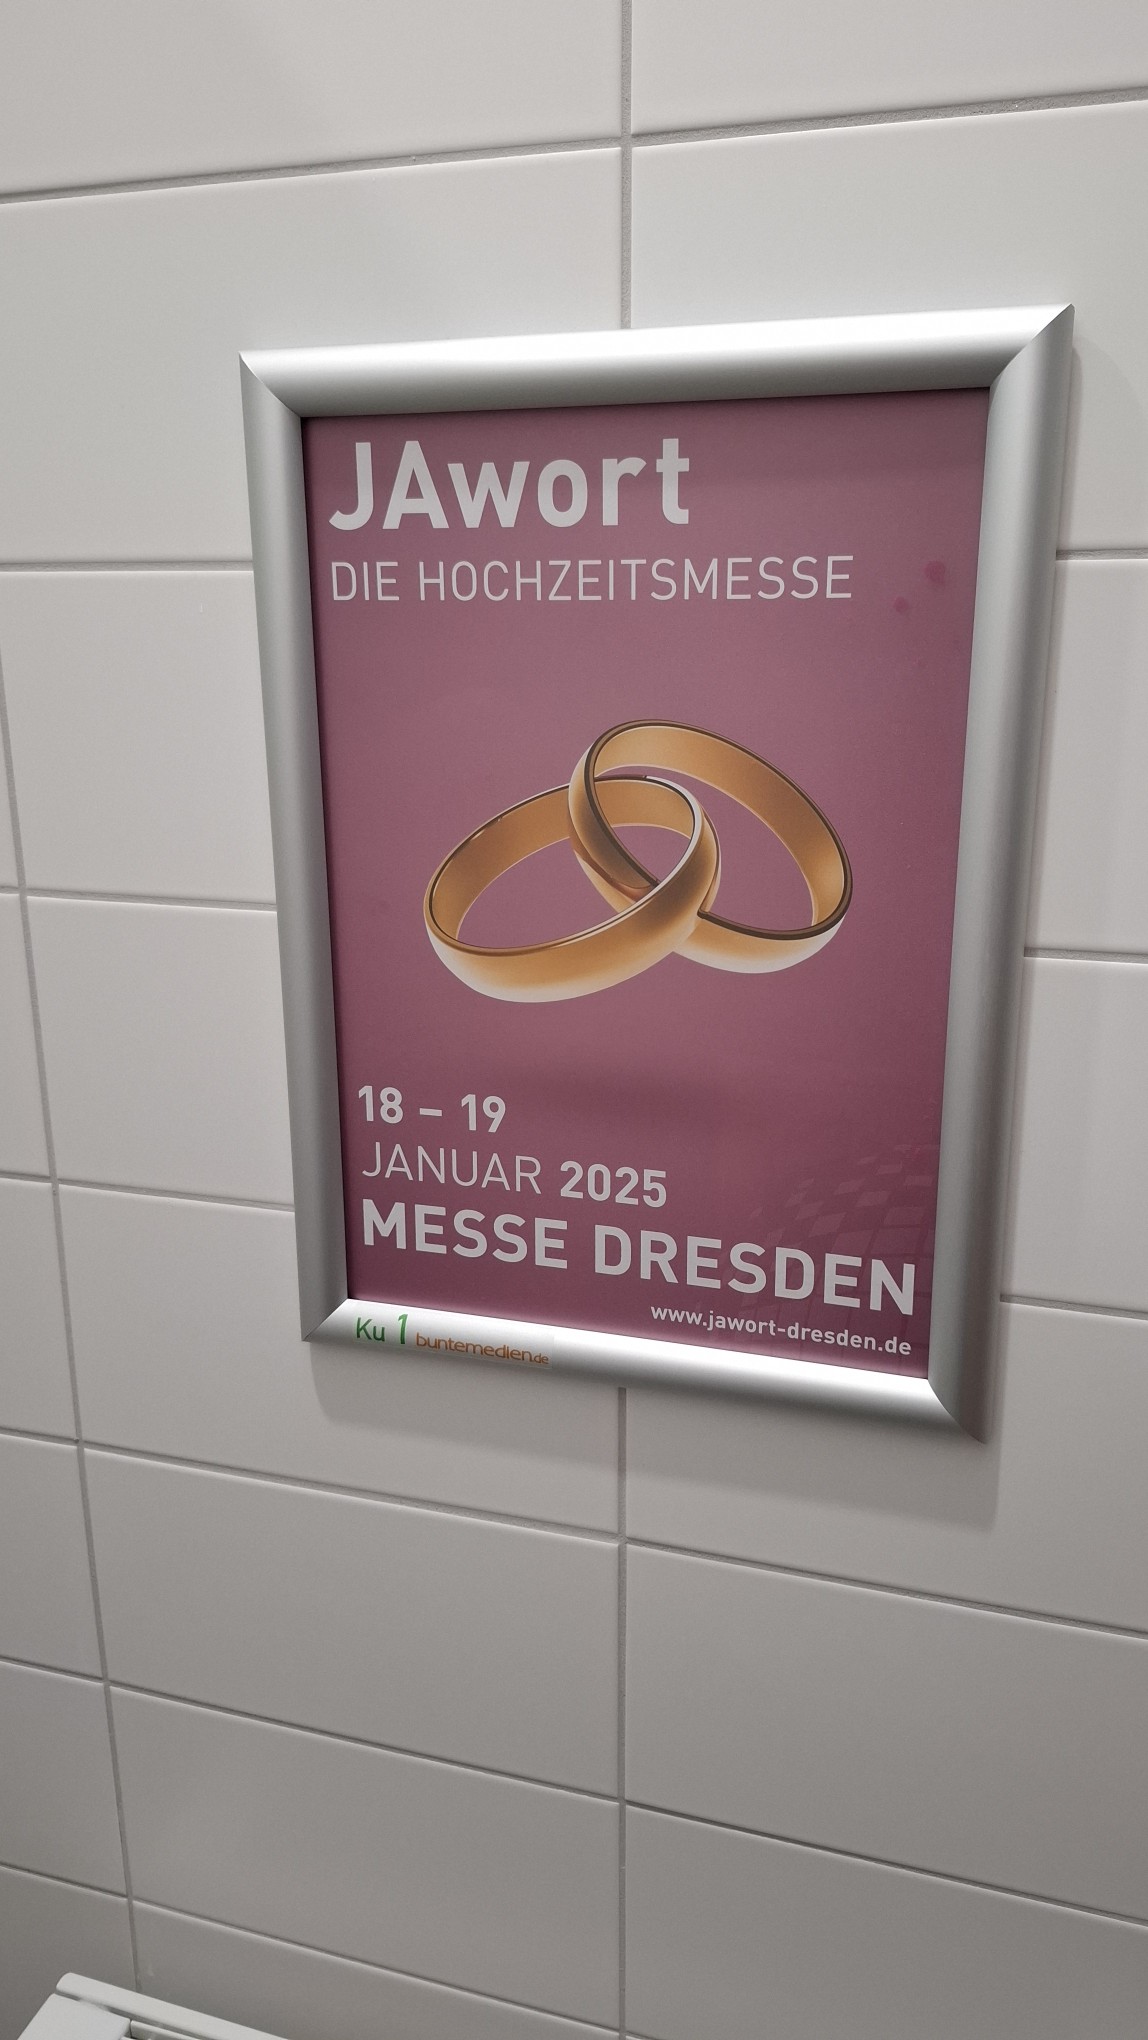 JAwort
DIE HOCHZEITSMESSE
18 – 19
JANUAR 2025
MESSE DRESDEN
www.jawort-dresden.de
Ku 1 buntemedien.de